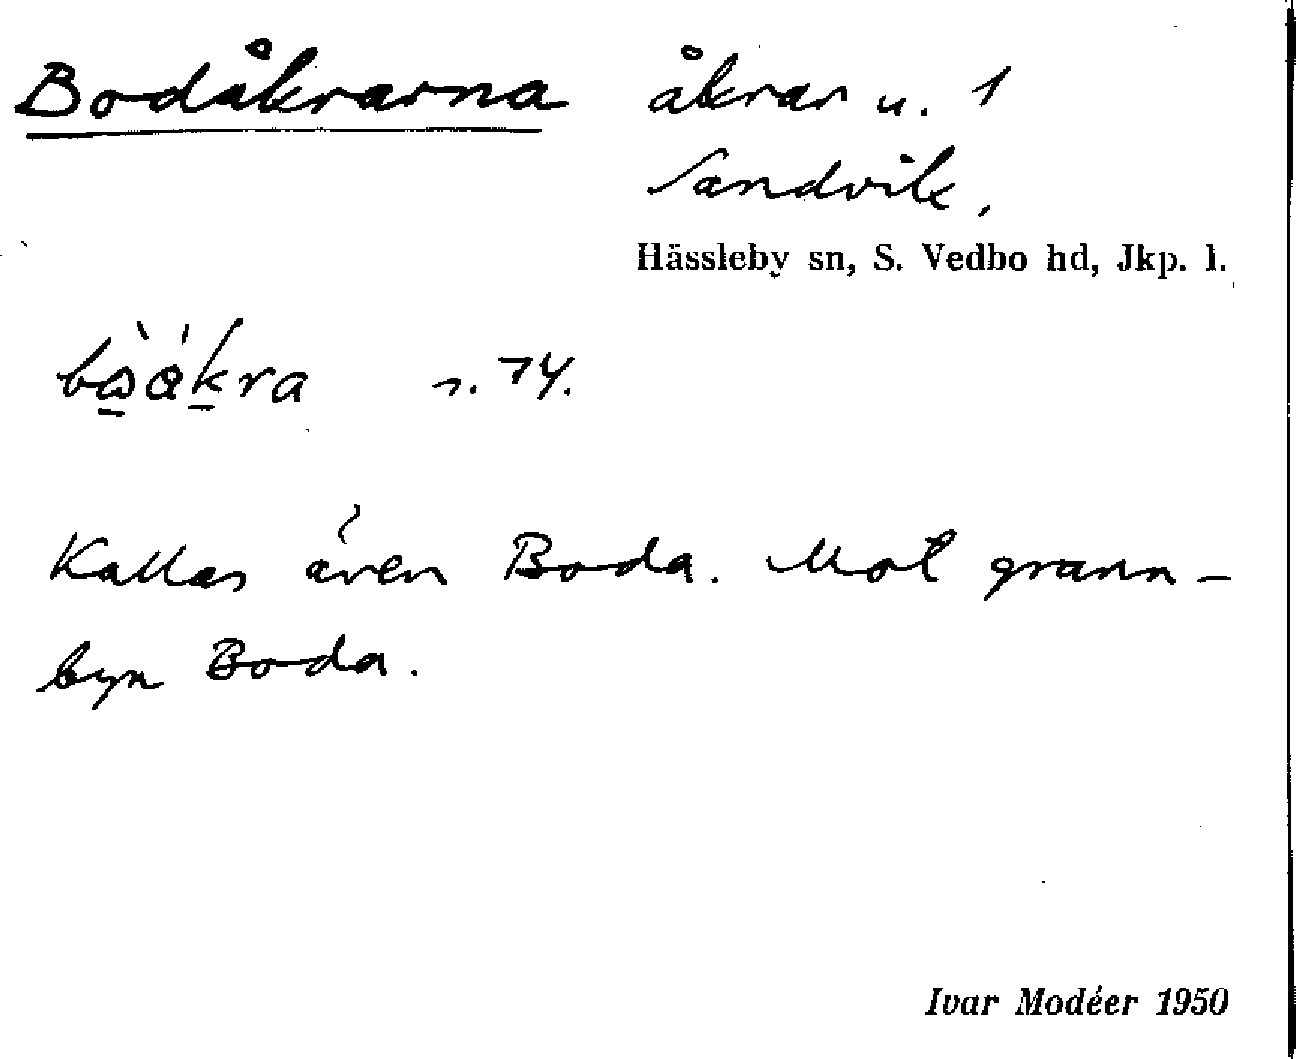 Bodåkrarna åkrar u. 1
Sandvik,
Hässleby sn, S. Vedbo hd, Jkp. l.
r. 74.
Kallas även Boda. Mot grann-
byn Boda.
Ivar Modéer 1950